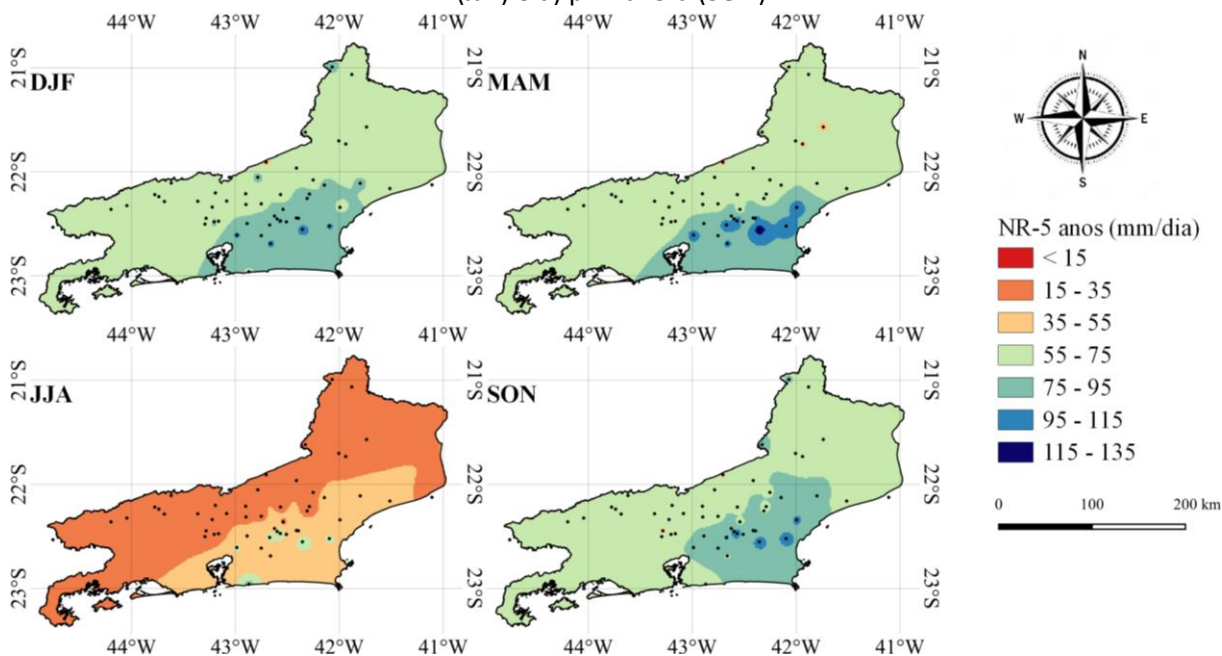 44°W 43°W 42°W 41°W 44°W 43°W 42°W 41°W
21°S 21°S 21°S
DJF MAM
22°S 22°S 22°S
23°S 23°S 23°S
44°W 43°W 42°W 41°W 44°W 43°W 42°W 41°W
21°S 21°S 21°S
JJA SON
22°S 22°S 22°S
23°S 23°S 23°S
44°W 43°W 42°W 41°W 44°W 43°W 42°W 41°W
N
W E
S
NR-5 anos (mm/dia)
< 15
15 - 35
35 - 55
55 - 75
75 - 95
95 - 115
115 - 135
0 100 200 km